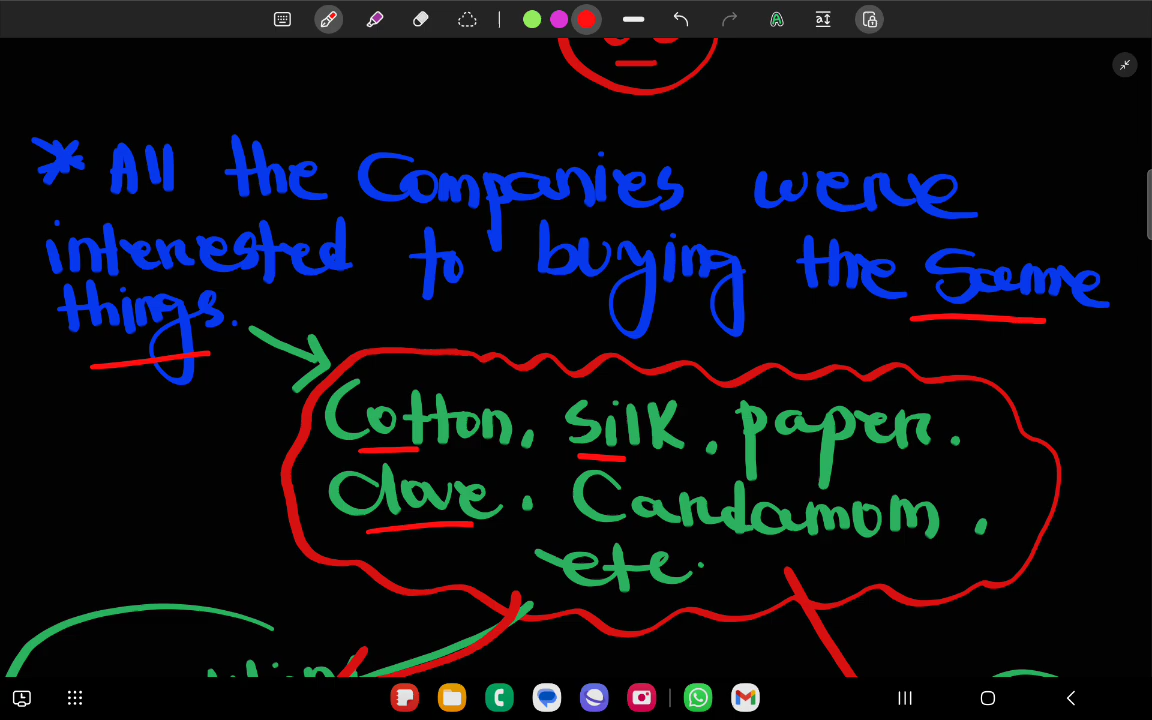 * All the Companies were
interested to buying the Same
things.
Cotton, silk, paper.
clove. Cardamom,
etc.